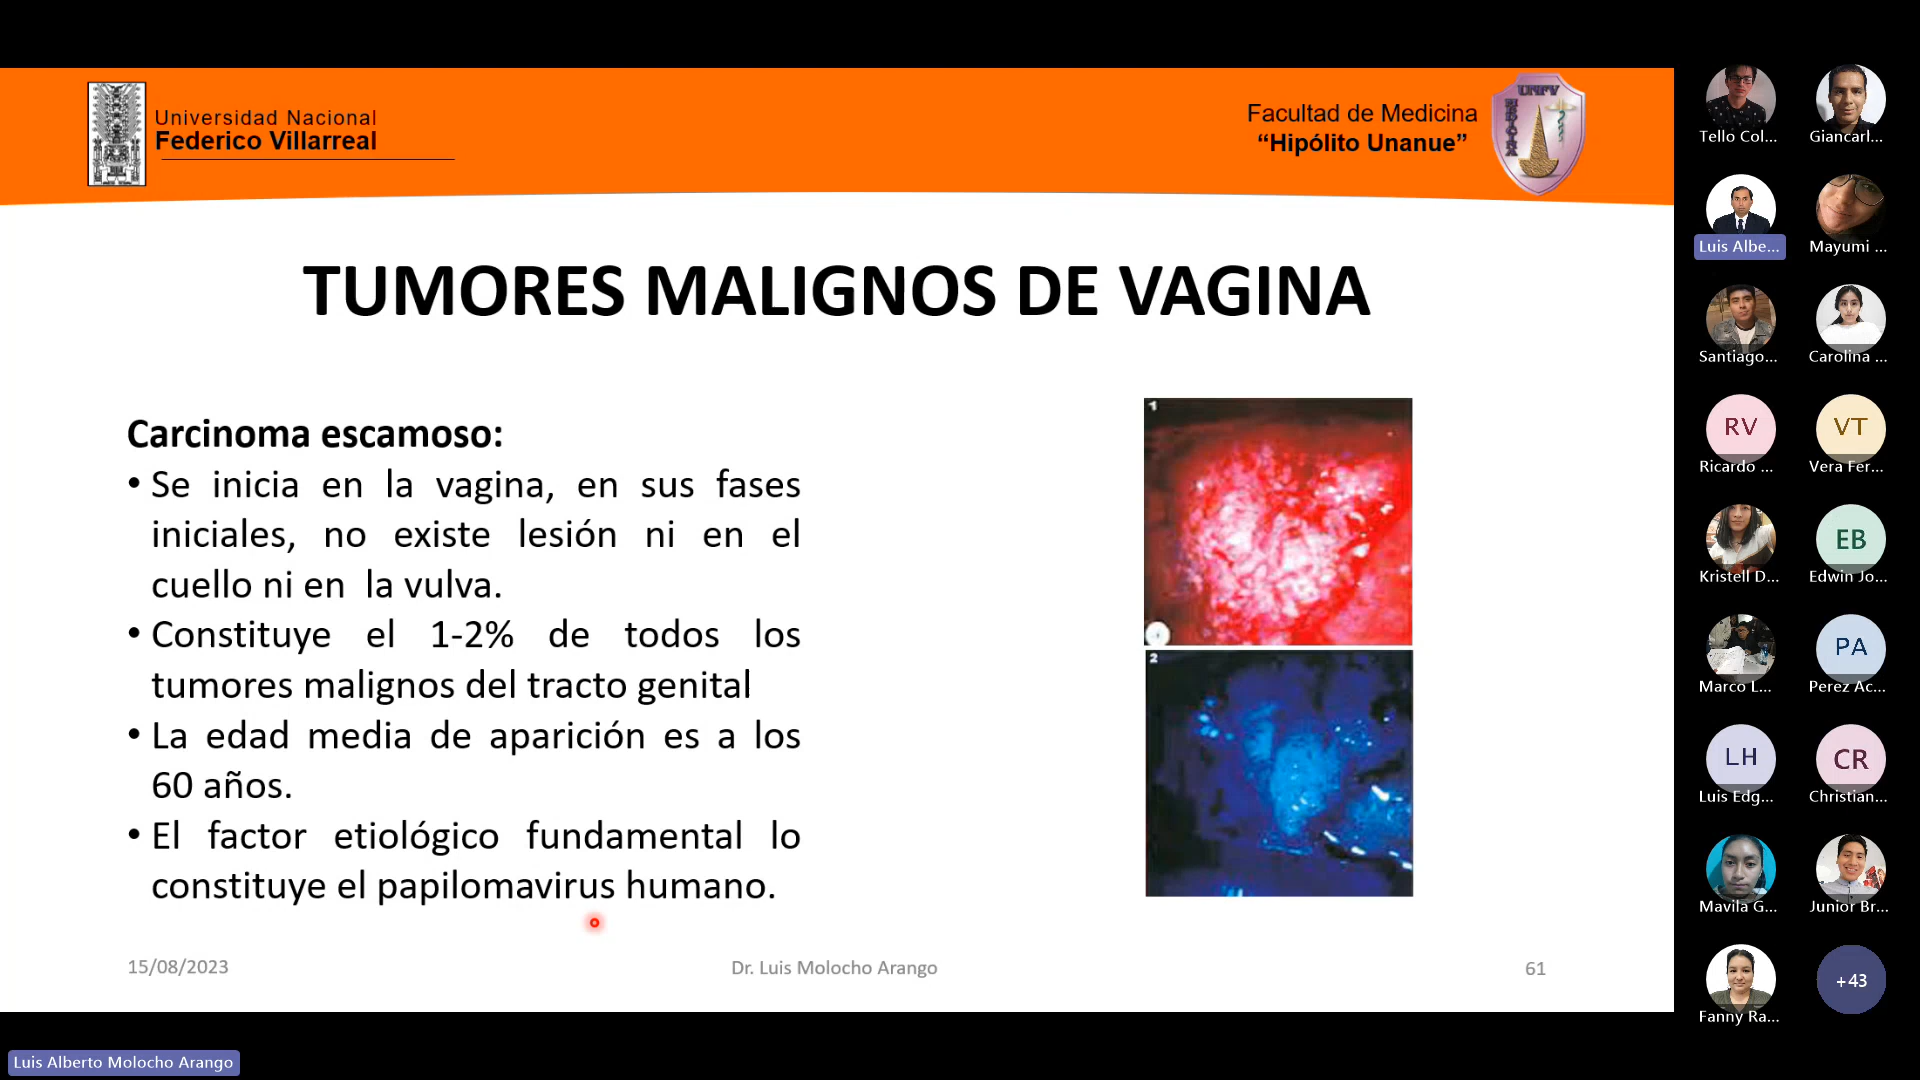 Universidad Nacional
Federico Villarreal
Facultad de Medicina
“Hipólito Unanue”
UNFV
TUMORES MALIGNOS DE VAGINA
Carcinoma escamoso:
• Se inicia en la vagina, en sus fases
iniciales, no existe lesión ni en el
cuello ni en la vulva.
• Constituye el 1-2% de todos los
tumores malignos del tracto genital
• La edad media de aparición es a los
60 años.
• El factor etiológico fundamental lo
constituye el papilomavirus humano.
1
2
15/08/2023
Dr. Luis Molocho Arango
61
Tello Col...
Giancarl...
Luis Albe...
Mayumi ...
Santiago...
Carolina ...
RV
VT
Ricardo ...
Vera Fer...
EB
Kristell D...
Edwin Jo...
PA
Marco L...
Perez Ac...
LH
CR
Luis Edg...
Christian...
Mavila G...
Junior Br...
+43
Fanny Ra...
Luis Alberto Molocho Arango